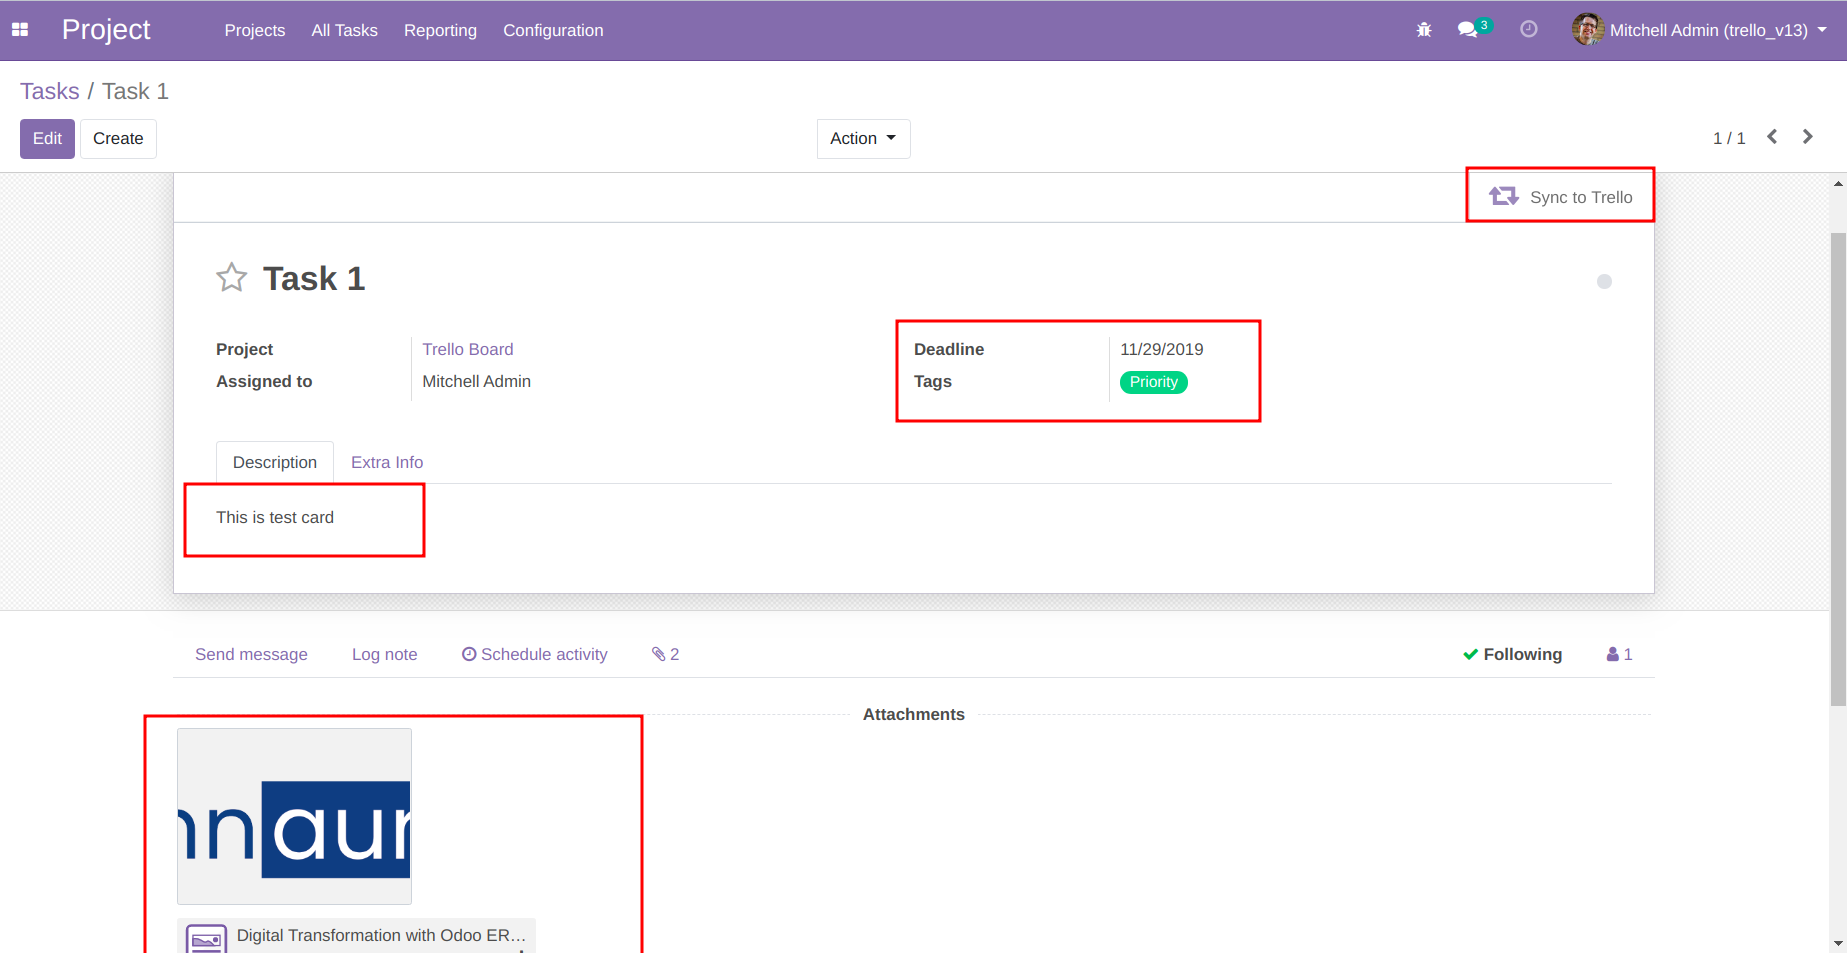 Project Projects All Tasks Reporting Configuration 3 Mitchell Admin (trello_v13)
Tasks / Task 1
Edit Create Action 1 / 1
Sync to Trello
Task 1
Project Trello Board Deadline 11/29/2019
Assigned to Mitchell Admin Tags Priority
Description Extra Info
This is test card
Send message Log note Schedule activity 2 Following 1
Attachments
nn aur
Digital Transformation with Odoo ER...